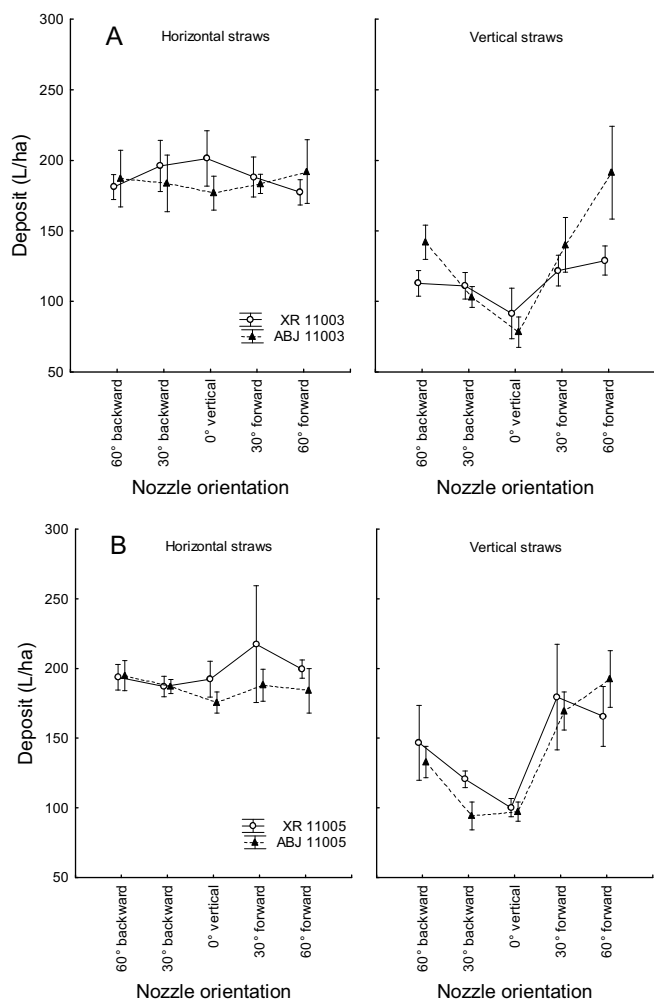 A
Horizontal straws
Vertical straws
300
250
200
150
100
50
Deposit (L/ha)
XR 11003
ABJ 11003
60° backward
30° backward
0° vertical
30° forward
60° forward
60° backward
30° backward
0° vertical
30° forward
60° forward
Nozzle orientation
Nozzle orientation
B
Horizontal straws
Vertical straws
300
250
200
150
100
50
Deposit (L/ha)
XR 11005
ABJ 11005
60° backward
30° backward
0° vertical
30° forward
60° forward
60° backward
30° backward
0° vertical
30° forward
60° forward
Nozzle orientation
Nozzle orientation